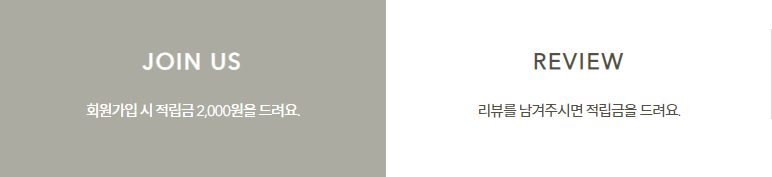 JOIN US
회원가입 시 적립금 2,000원을 드려요.
REVIEW
리뷰를 남겨주시면 적립금을 드려요.